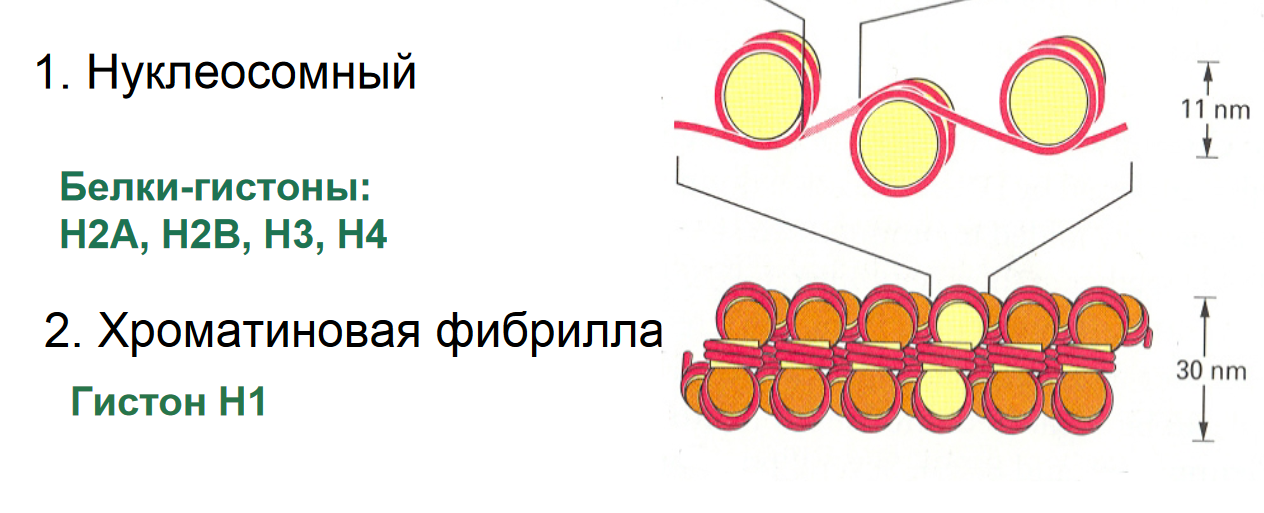 1. Нуклеосомный
11 nm
Белки-гистоны:
H2A, H2B, H3, H4
2. Хроматиновая фибрилла
30 nm
Гистон H1